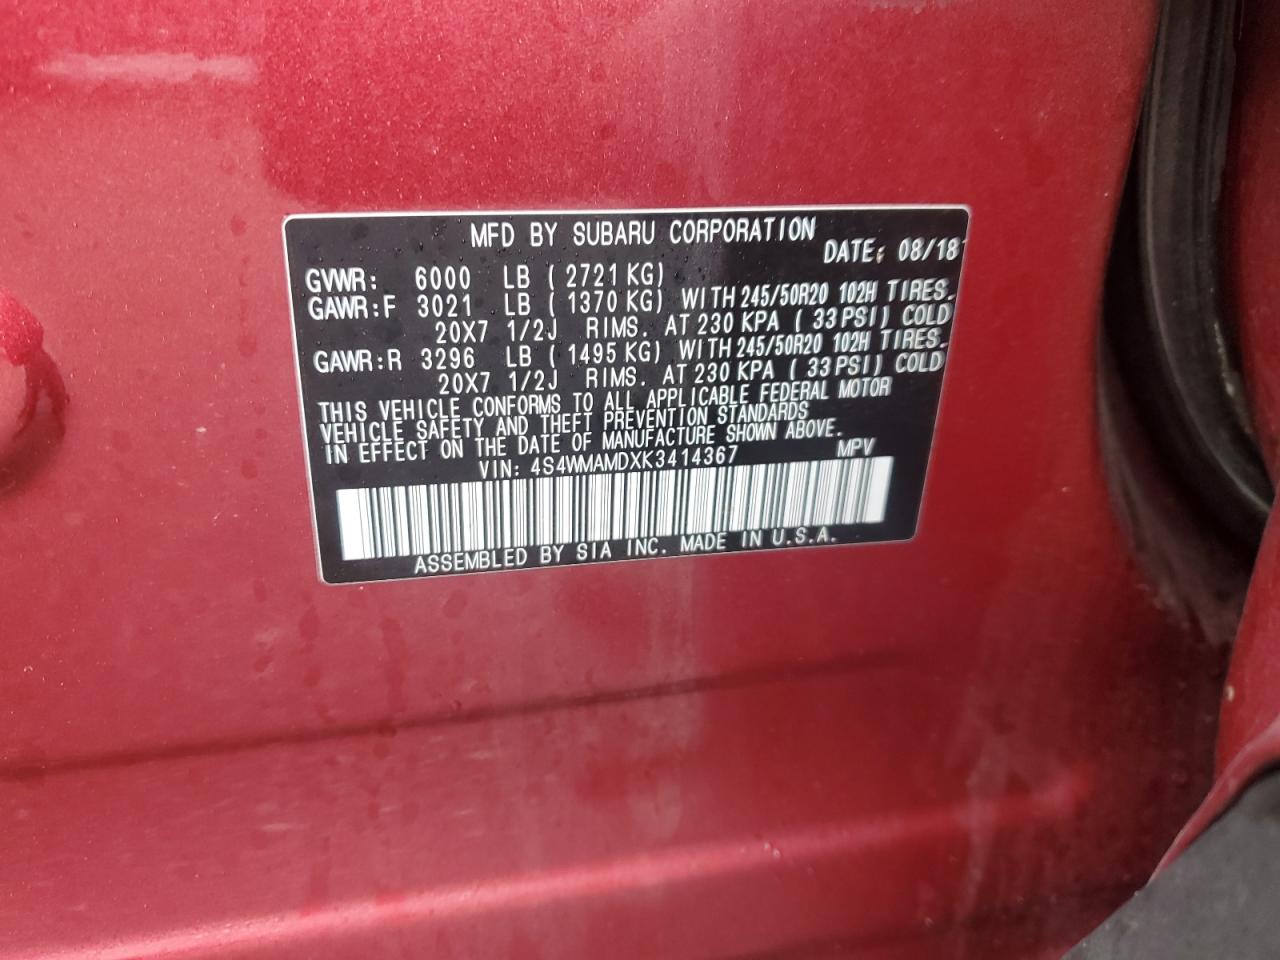 MFD BY SUBARU CORPORATION
DATE: 08/18
GVWR: 6000 LB ( 2721 KG)
GAWR:F 3021 LB ( 1370 KG) WITH 245/50R20 102H TIRES.
20X7 1/2J RIMS. AT 230 KPA ( 33 PSI) COLD
GAWR:R 3296 LB ( 1495 KG) WITH 245/50R20 102H TIRES.
20X7 1/2J RIMS. AT 230 KPA ( 33 PSI) COLD
THIS VEHICLE CONFORMS TO ALL APPLICABLE FEDERAL MOTOR
VEHICLE SAFETY AND THEFT PREVENTION STANDARDS
IN EFFECT ON THE DATE OF MANUFACTURE SHOWN ABOVE.
VIN: 4S4WMAMDXK3414367 MPV
ASSEMBLED BY SIA INC. MADE IN U.S.A.